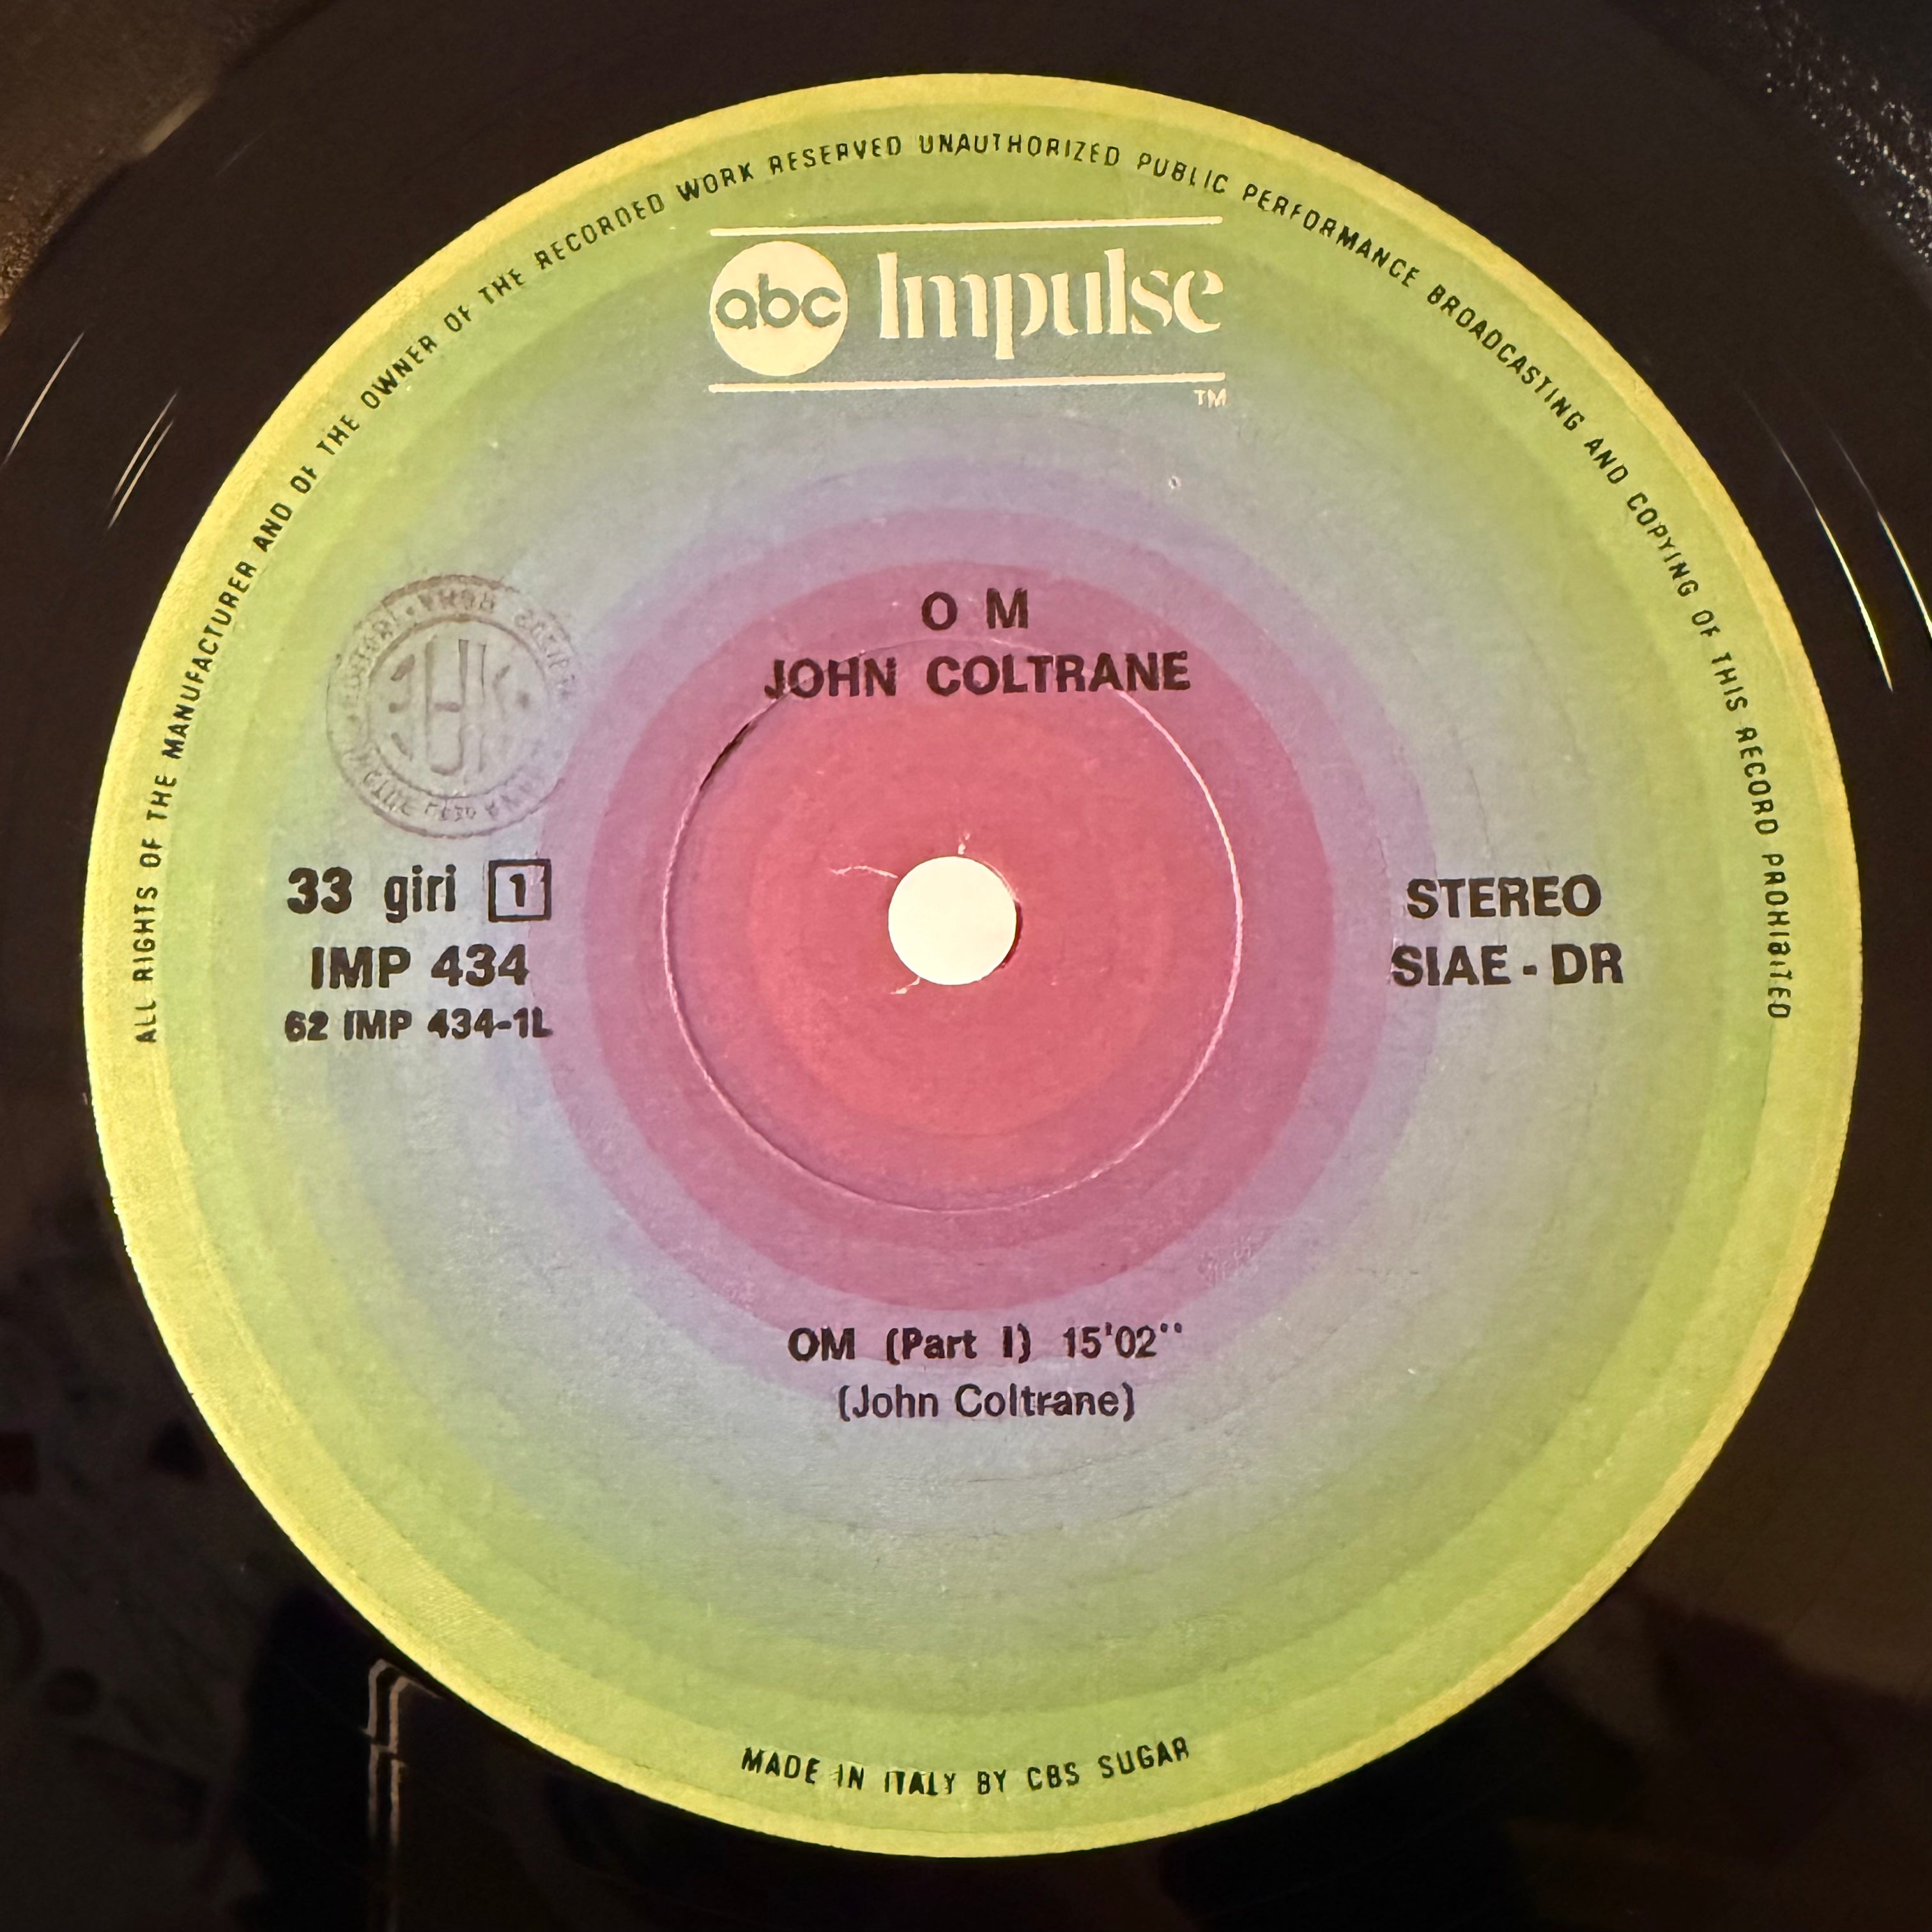 ALL RIGHTS OF THE MANUFACTURER AND OF THE OWNER OF THE RECORDED WORK RESERVED UNAUTHORIZED PUBLIC PERFORMANCE BROADCASTING AND COPYING OF THIS RECORD PROHIBITED
abc Impulse
TM
O M
JOHN COLTRANE
33 giri 1
IMP 434
62 IMP 434-1L
STEREO
SIAE - DR
OM (Part I) 15'02''
(John Coltrane)
MADE IN ITALY BY CBS SUGAR